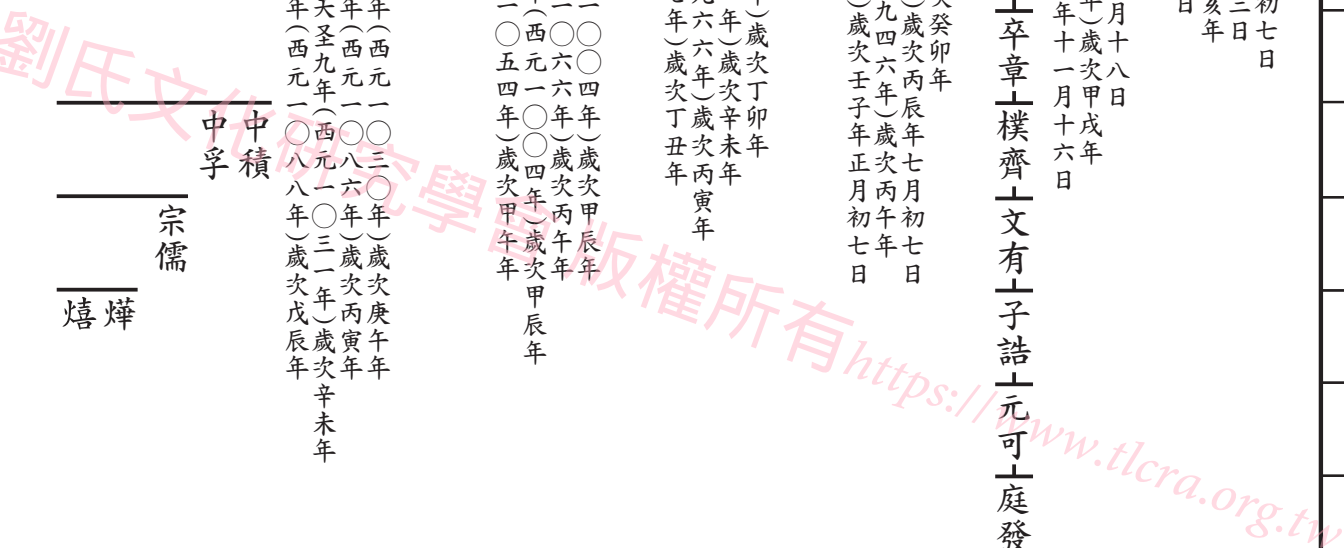 初七日
三日
亥年
日
月十八日
年)歲次甲戌年
年十一月十六日
卒章
樸齊
文有
子誥
元可
庭發
癸卯年
)歲次丙辰年七月初七日
九四六年)歲次丙午年
)歲次壬子年正月初七日
)歲次丁卯年
年)歲次辛未年
元六六年)歲次丙寅年
年)歲次丁丑年
一〇〇四年)歲次甲辰年
一〇六六年)歲次丙午年
(西元一〇〇四年)歲次甲辰年
一〇五四年)歲次甲午年
年(西元一〇三〇年)歲次庚午年
年(西元一〇八六年)歲次丙寅年
大圣九年(西元一〇三一年)歲次辛未年
年(西元一〇八八年)歲次戊辰年
中積
中孚
宗儒
燁
熺
劉氏文化研究學會 版權所有https://www.tlcra.org.tw